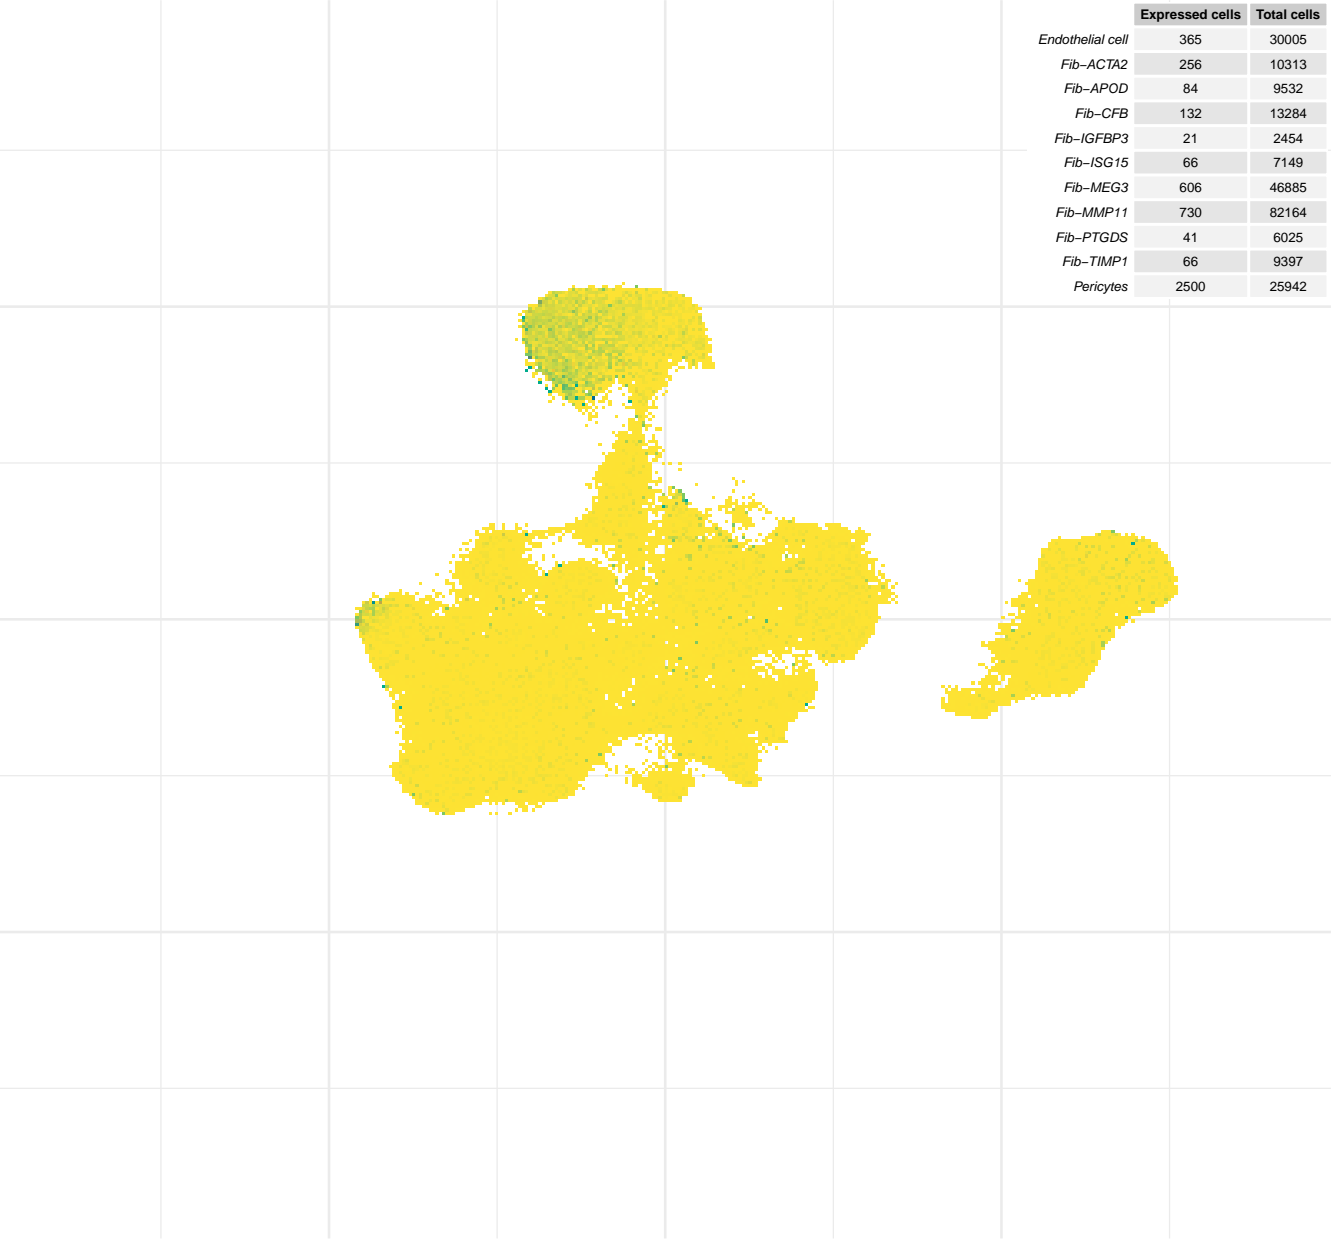 Expressed cells Total cells
Endothelial cell 365 30005
Fib−ACTA2 256 10313
Fib−APOD 84 9532
Fib−CFB 132 13284
Fib−IGFBP3 21 2454
Fib−ISG15 66 7149
Fib−MEG3 606 46885
Fib−MMP11 730 82164
Fib−PTGDS 41 6025
Fib−TIMP1 66 9397
Pericytes 2500 25942